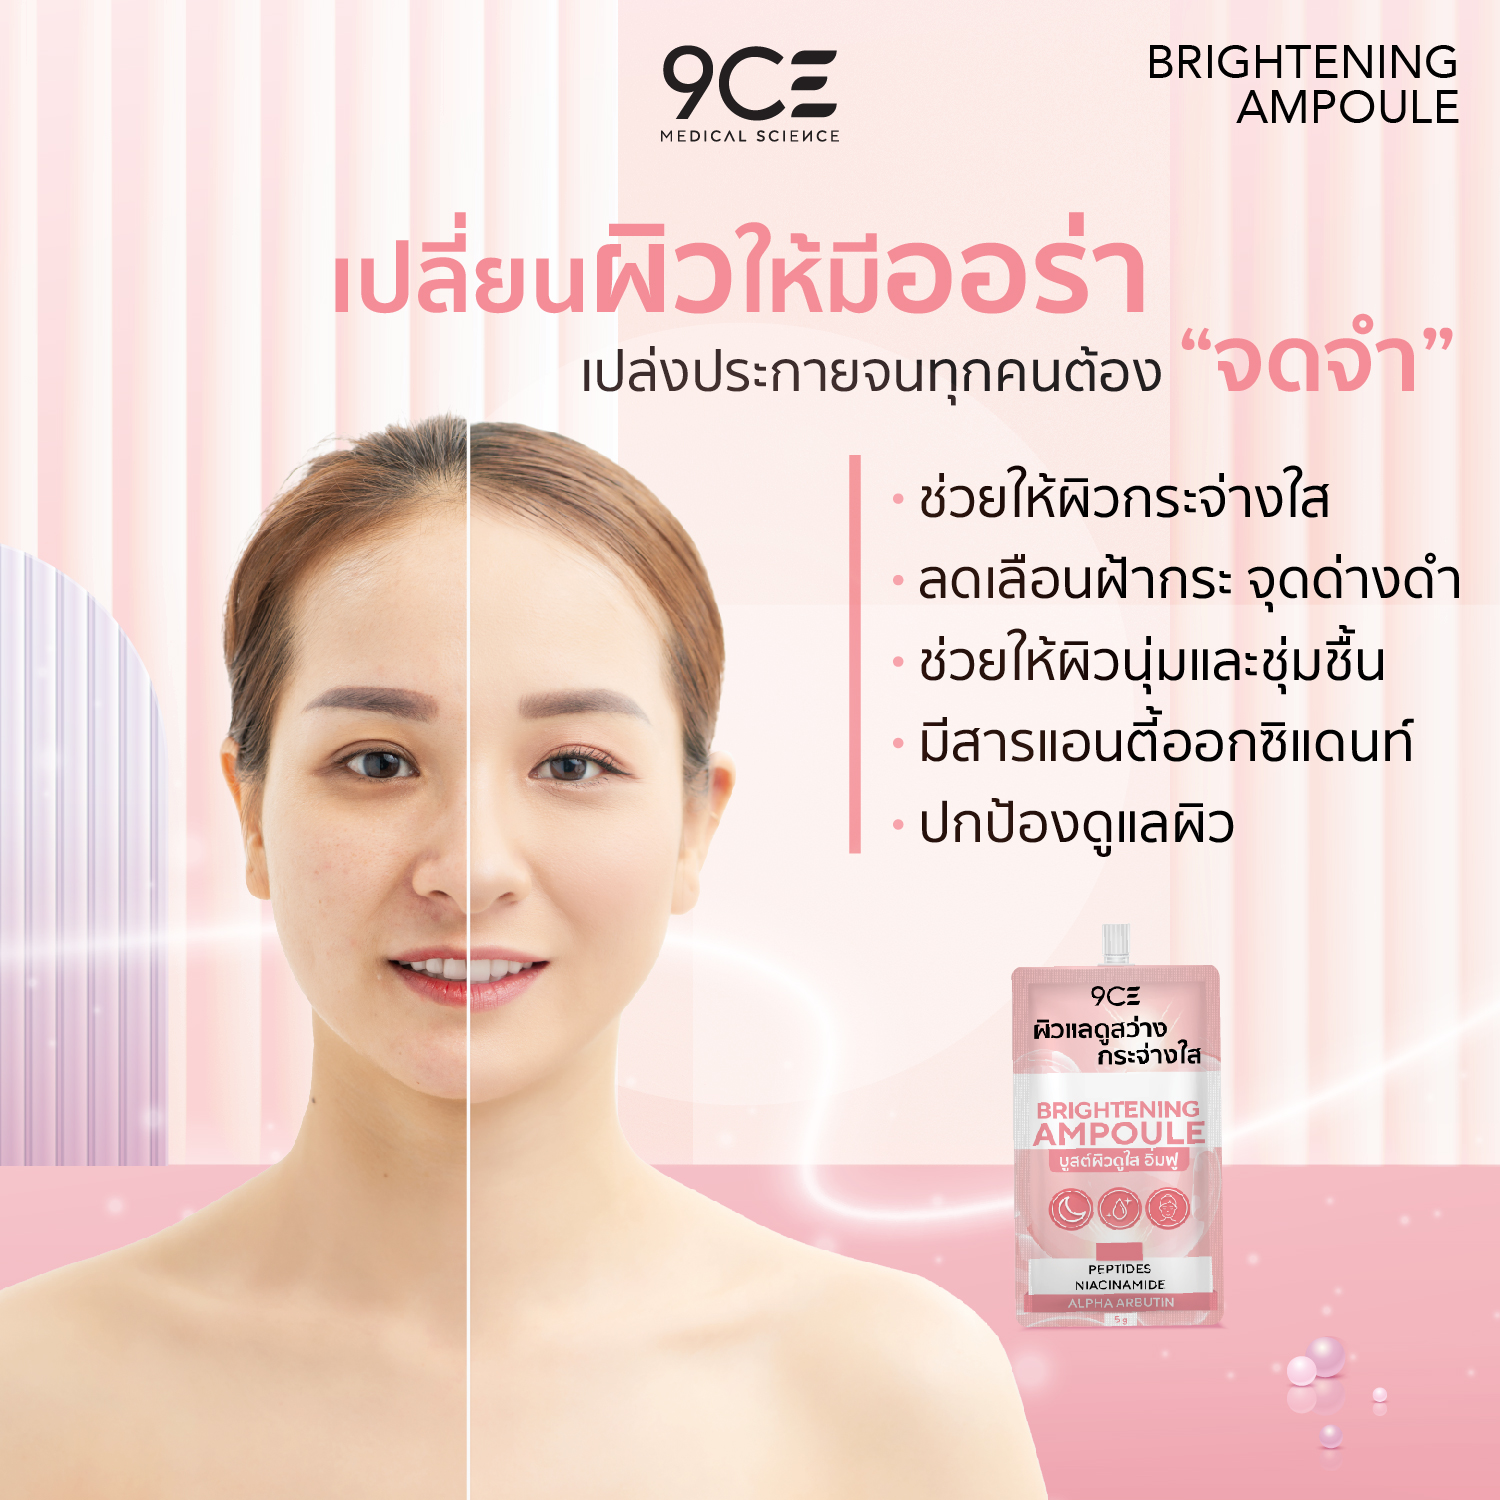 9CE
MEDICAL SCIENCE
BRIGHTENING
AMPOULE
เปลี่ยนผิวให้มีออร่า
เปล่งประกายจนทุกคนต้อง “จดจำ”
• ช่วยให้ผิวกระจ่างใส
• ลดเลือนฝ้ากระ จุดด่างดำ
• ช่วยให้ผิวนุ่มและชุ่มชื้น
• มีสารแอนตี้ออกซิแดนท์
• ปกป้องดูแลผิว
9CE
ผิวแลดูสว่าง
กระจ่างใส
BRIGHTENING
AMPOULE
บูสต์ผิวดูใส อิ่มฟู
PEPTIDES
NIACINAMIDE
ALPHA ARBUTIN
5 g